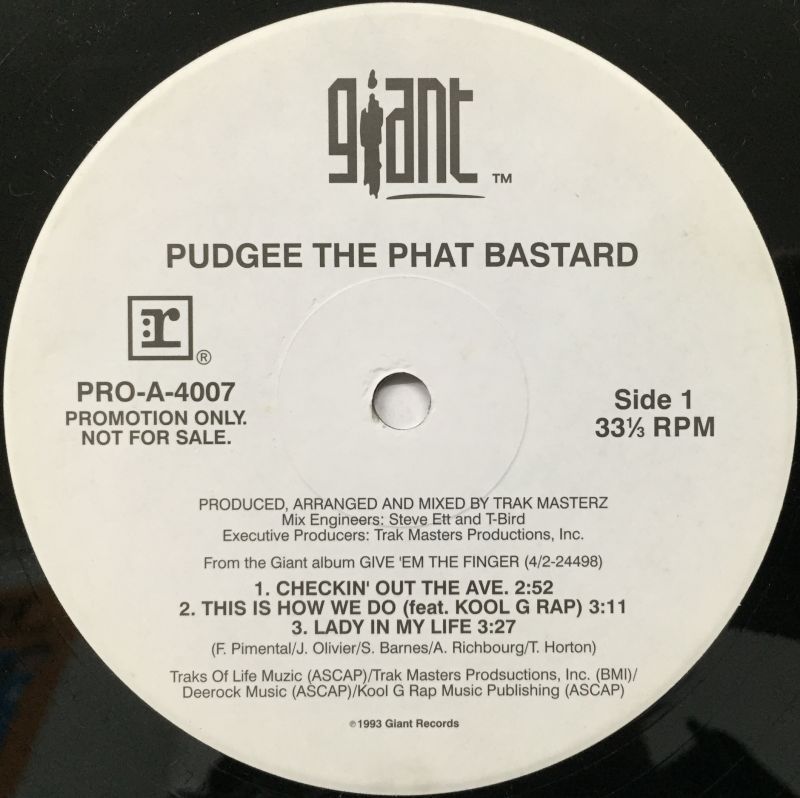 giant TM
PUDGEE THE PHAT BASTARD
:r ®
PRO-A-4007
PROMOTION ONLY.
NOT FOR SALE.
Side 1
33⅓ RPM
PRODUCED, ARRANGED AND MIXED BY TRAK MASTERZ
Mix Engineers: Steve Ett and T-Bird
Executive Producers: Trak Masters Productions, Inc.
From the Giant album GIVE 'EM THE FINGER (4/2-24498)
1. CHECKIN' OUT THE AVE. 2:52
2. THIS IS HOW WE DO (feat. KOOL G RAP) 3:11
3. LADY IN MY LIFE 3:27
(F. Pimental/J. Olivier/S. Barnes/A. Richbourg/T. Horton)
Traks Of Life Muzic (ASCAP)/Trak Masters Prodsuctions, Inc. (BMI)/
Deerock Music (ASCAP)/Kool G Rap Music Publishing (ASCAP)
℗1993 Giant Records